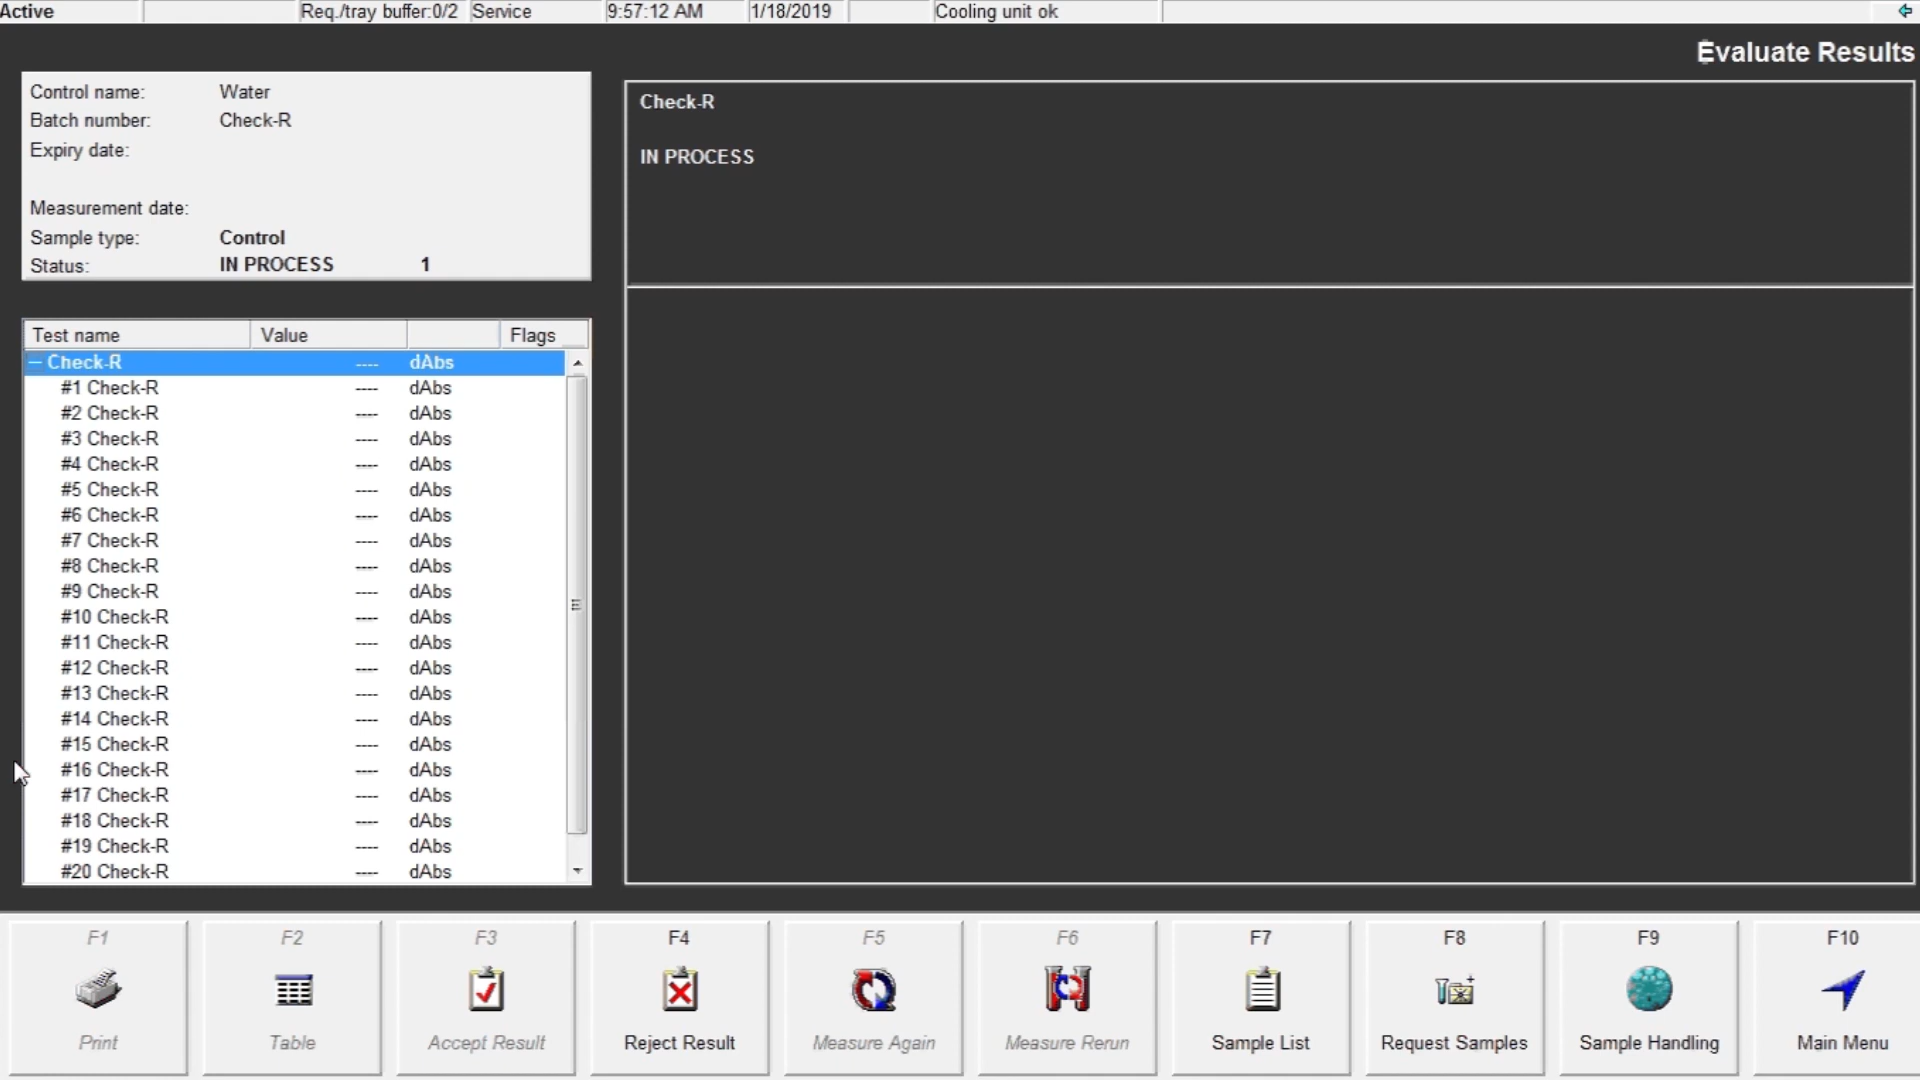 Active Req./tray buffer:0/2 Service 9:57:12 AM 1/18/2019 Cooling unit ok
Evaluate Results
Control name: Water
Batch number: Check-R
Expiry date:
Measurement date:
Sample type: Control
Status: IN PROCESS 1
Check-R
IN PROCESS
Test name Value Flags
Check-R ---- dAbs
#1 Check-R ---- dAbs
#2 Check-R ---- dAbs
#3 Check-R ---- dAbs
#4 Check-R ---- dAbs
#5 Check-R ---- dAbs
#6 Check-R ---- dAbs
#7 Check-R ---- dAbs
#8 Check-R ---- dAbs
#9 Check-R ---- dAbs
#10 Check-R ---- dAbs
#11 Check-R ---- dAbs
#12 Check-R ---- dAbs
#13 Check-R ---- dAbs
#14 Check-R ---- dAbs
#15 Check-R ---- dAbs
#16 Check-R ---- dAbs
#17 Check-R ---- dAbs
#18 Check-R ---- dAbs
#19 Check-R ---- dAbs
#20 Check-R ---- dAbs
F1 F2 F3 F4 F5 F6 F7 F8 F9 F10
Print Table Accept Result Reject Result Measure Again Measure Rerun Sample List Request Samples Sample Handling Main Menu